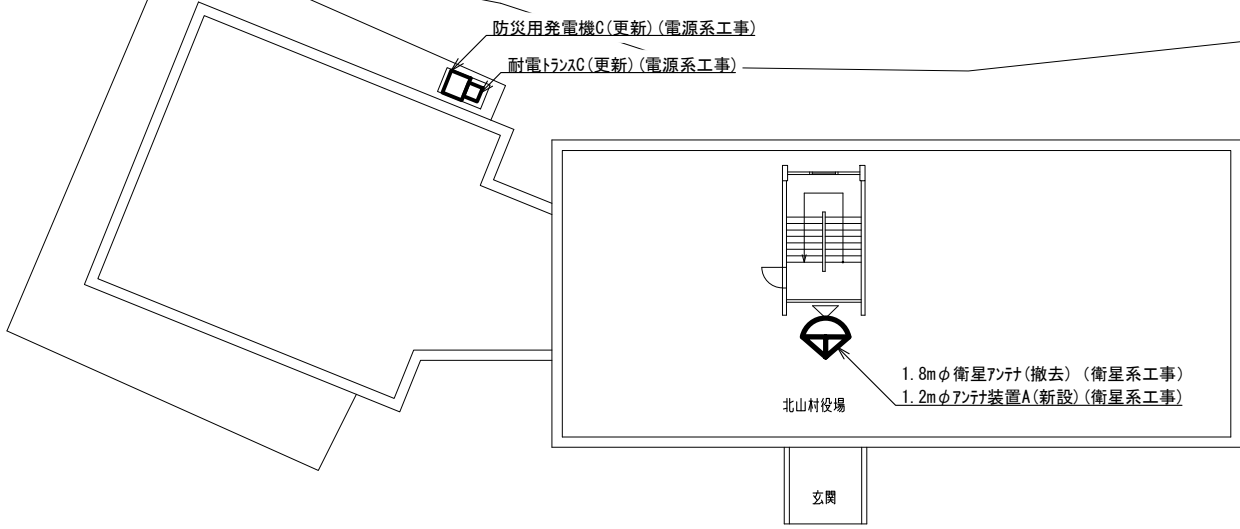 防災用発電機C(更新)(電源系工事)
耐電ﾄﾗﾝｽC(更新)(電源系工事)
1.8mφ衛星ｱﾝﾃﾅ(撤去) (衛星系工事)
1.2mφｱﾝﾃﾅ装置A(新設)(衛星系工事)
北山村役場
玄関